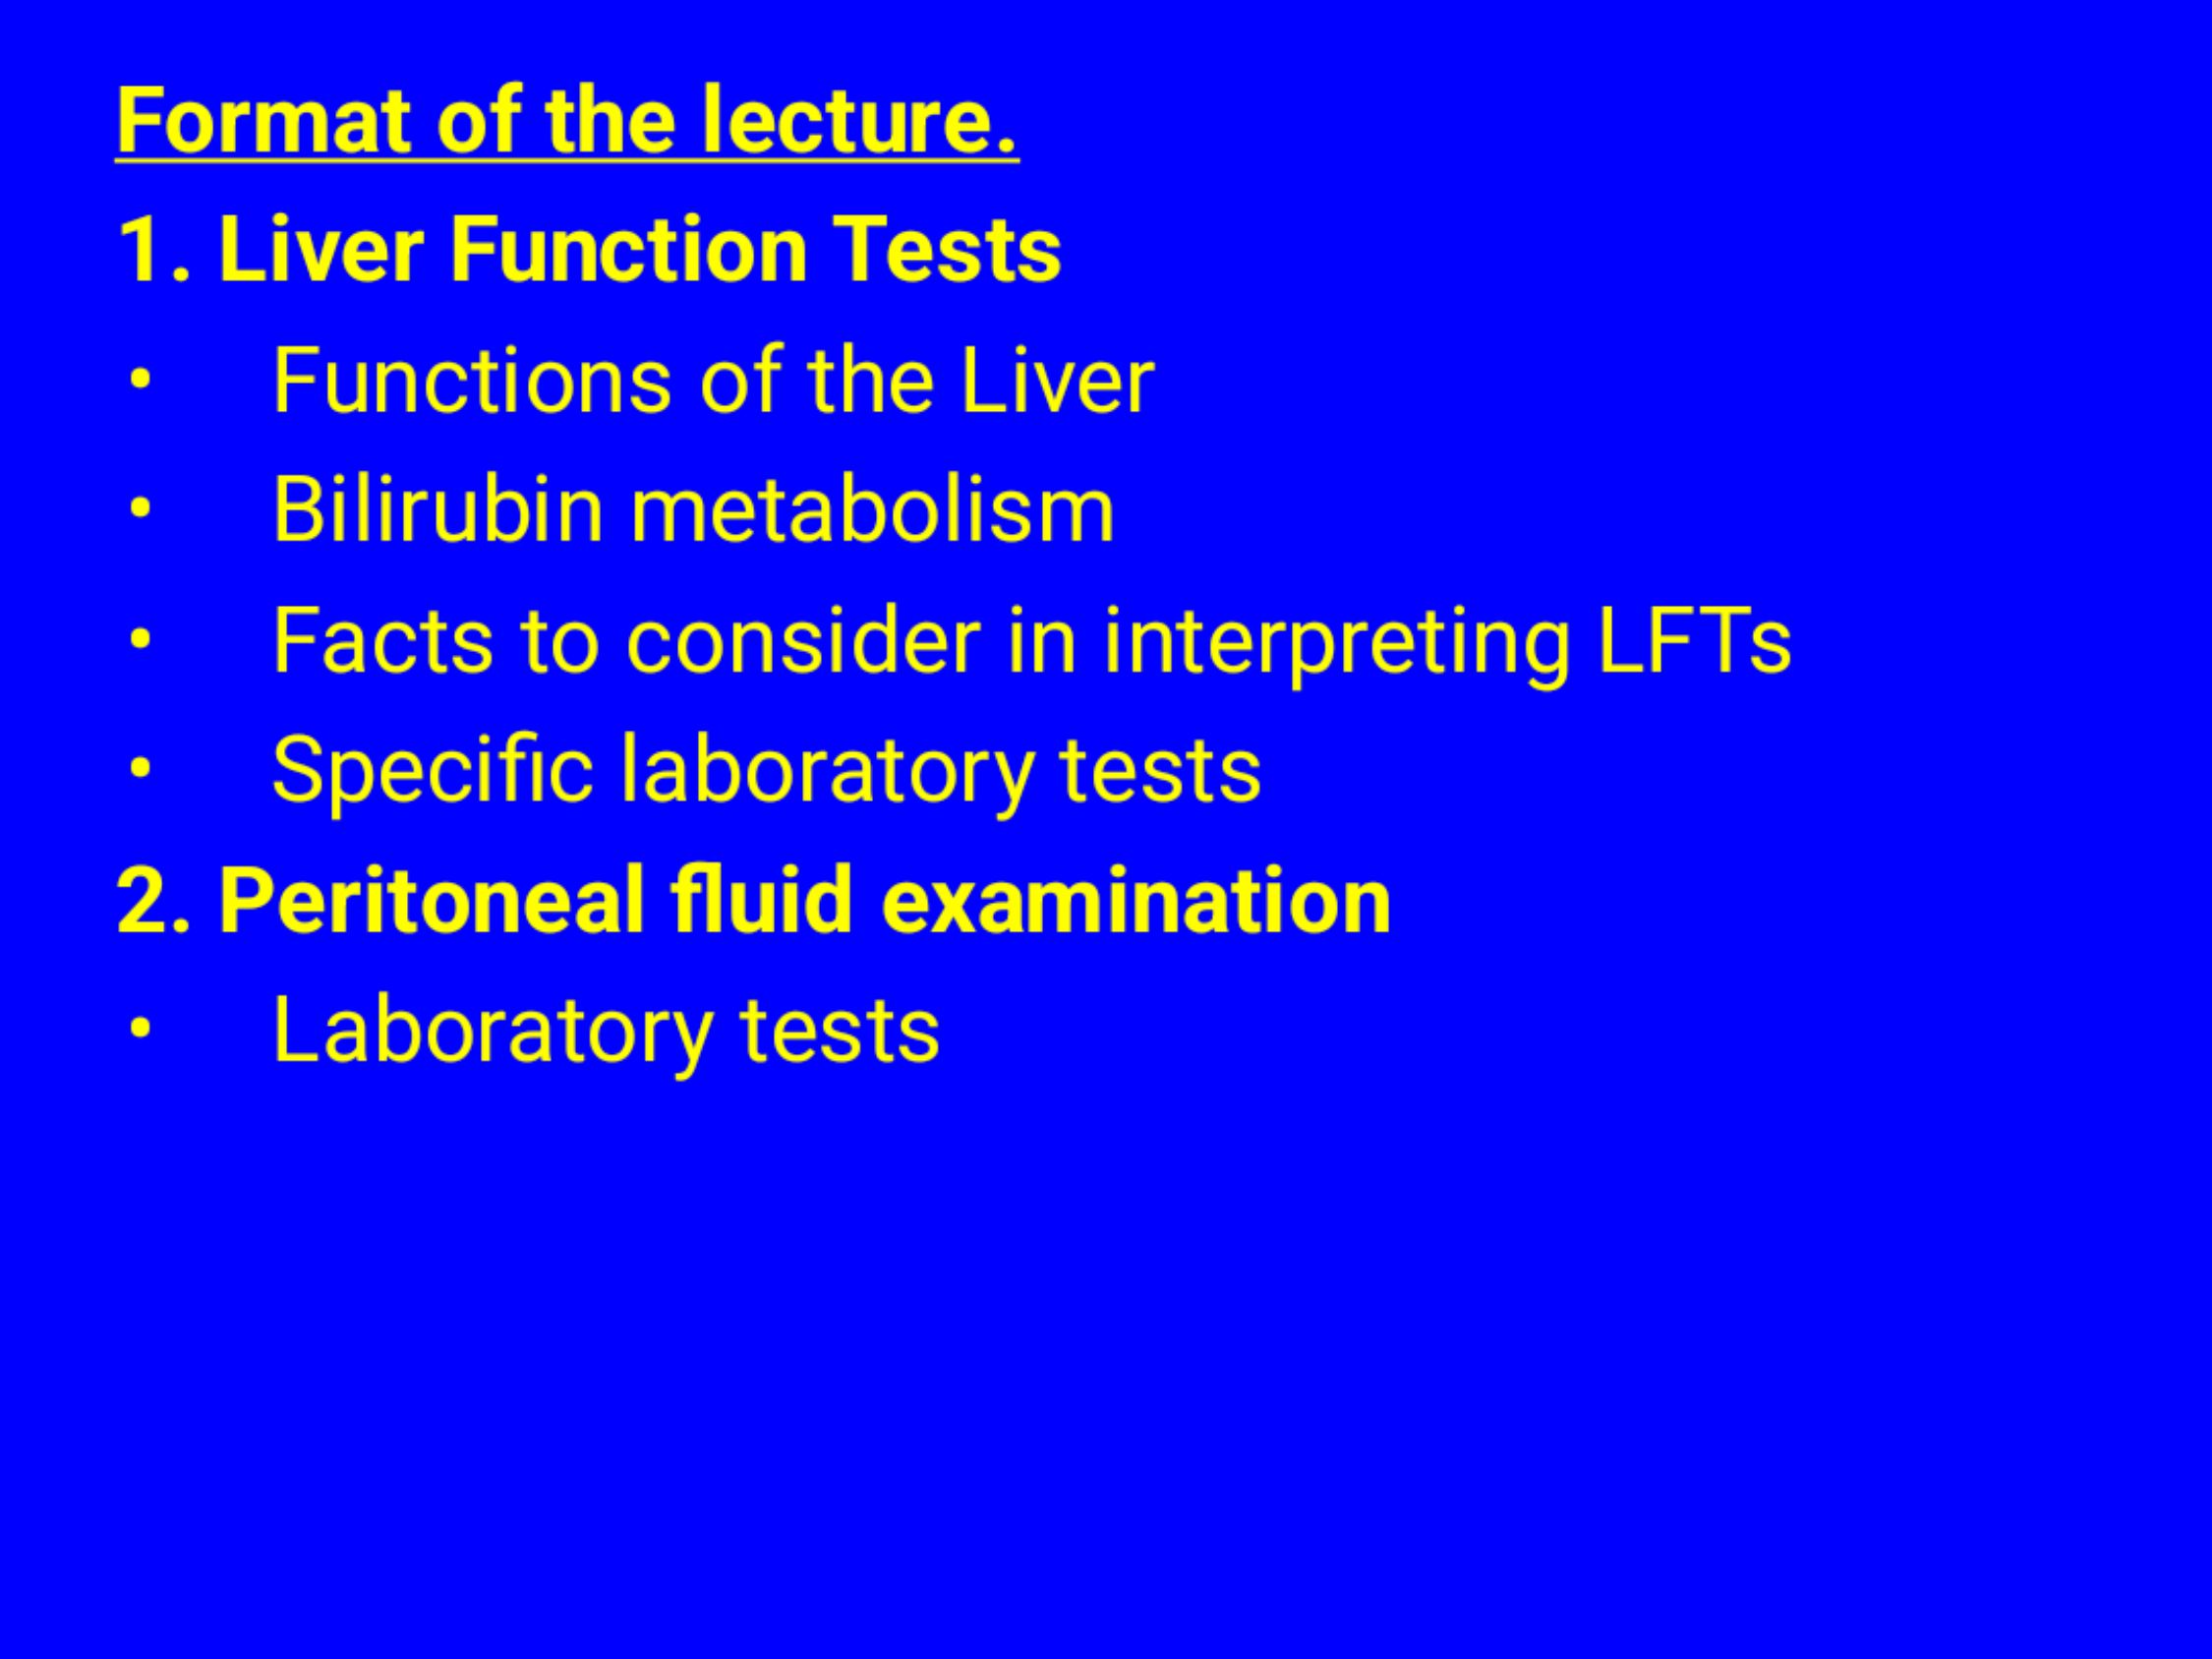 Format of the lecture.
1. Liver Function Tests
• Functions of the Liver
• Bilirubin metabolism
• Facts to consider in interpreting LFTs
• Specific laboratory tests
2. Peritoneal fluid examination
• Laboratory tests